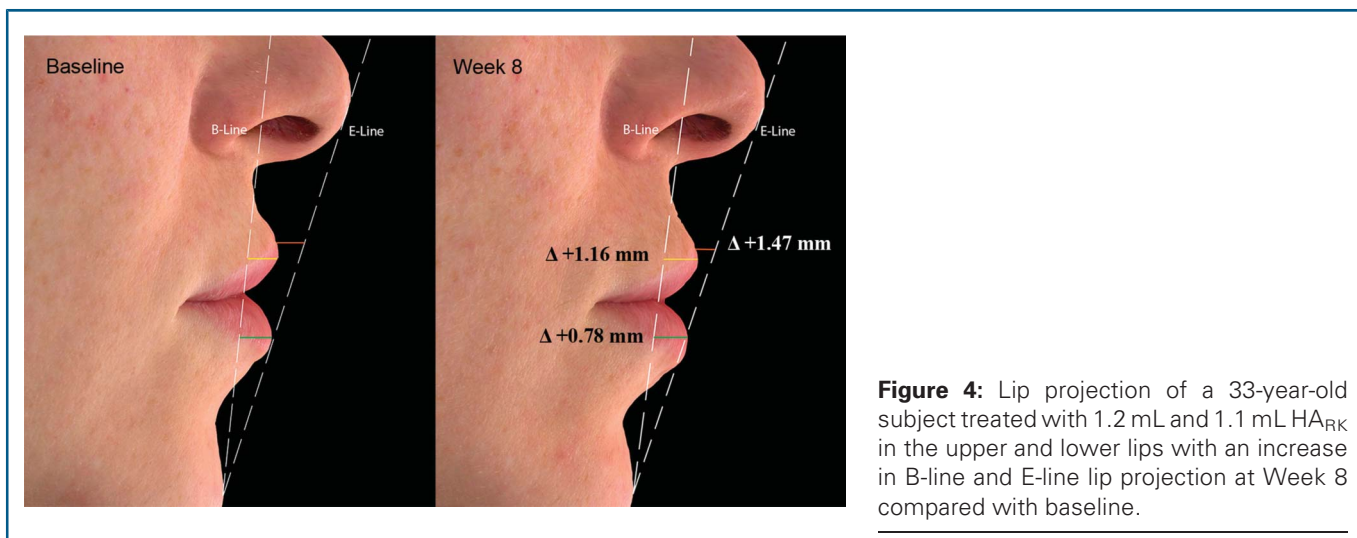 Baseline
B-Line
E-Line
Week 8
B-Line
E-Line
Δ +1.16 mm
Δ +1.47 mm
Δ +0.78 mm
Figure 4: Lip projection of a 33-year-old
subject treated with 1.2 mL and 1.1 mL HA_RK
in the upper and lower lips with an increase
in B-line and E-line lip projection at Week 8
compared with baseline.